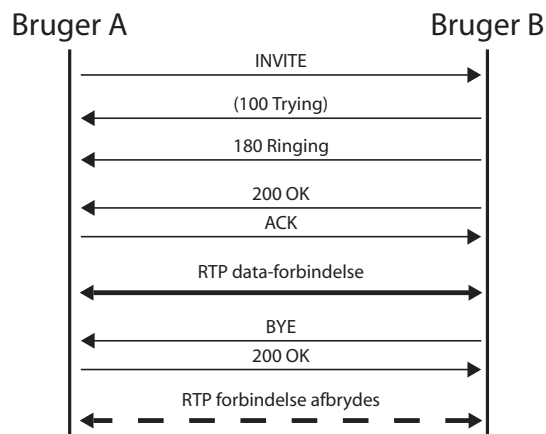 Bruger A
Bruger B
INVITE
(100 Trying)
180 Ringing
200 OK
ACK
RTP data-forbindelse
BYE
200 OK
RTP forbindelse afbrydes